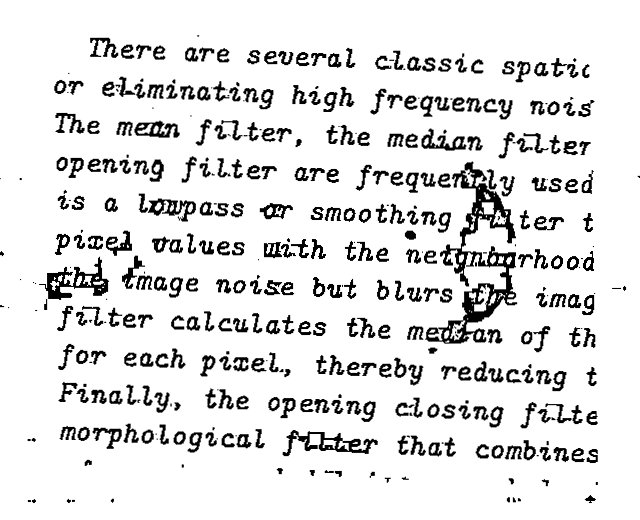 There are several classic spatic
or eliminating high frequency nois
The mean filter, the median filter
opening filter are frequently used
is a lowpass or smoothing filter t
pixel values with the neighborhood
the image noise but blurs the imag
filter calculates the median of th
for each pixel, thereby reducing t
Finally, the opening closing filte
morphological filter that combines